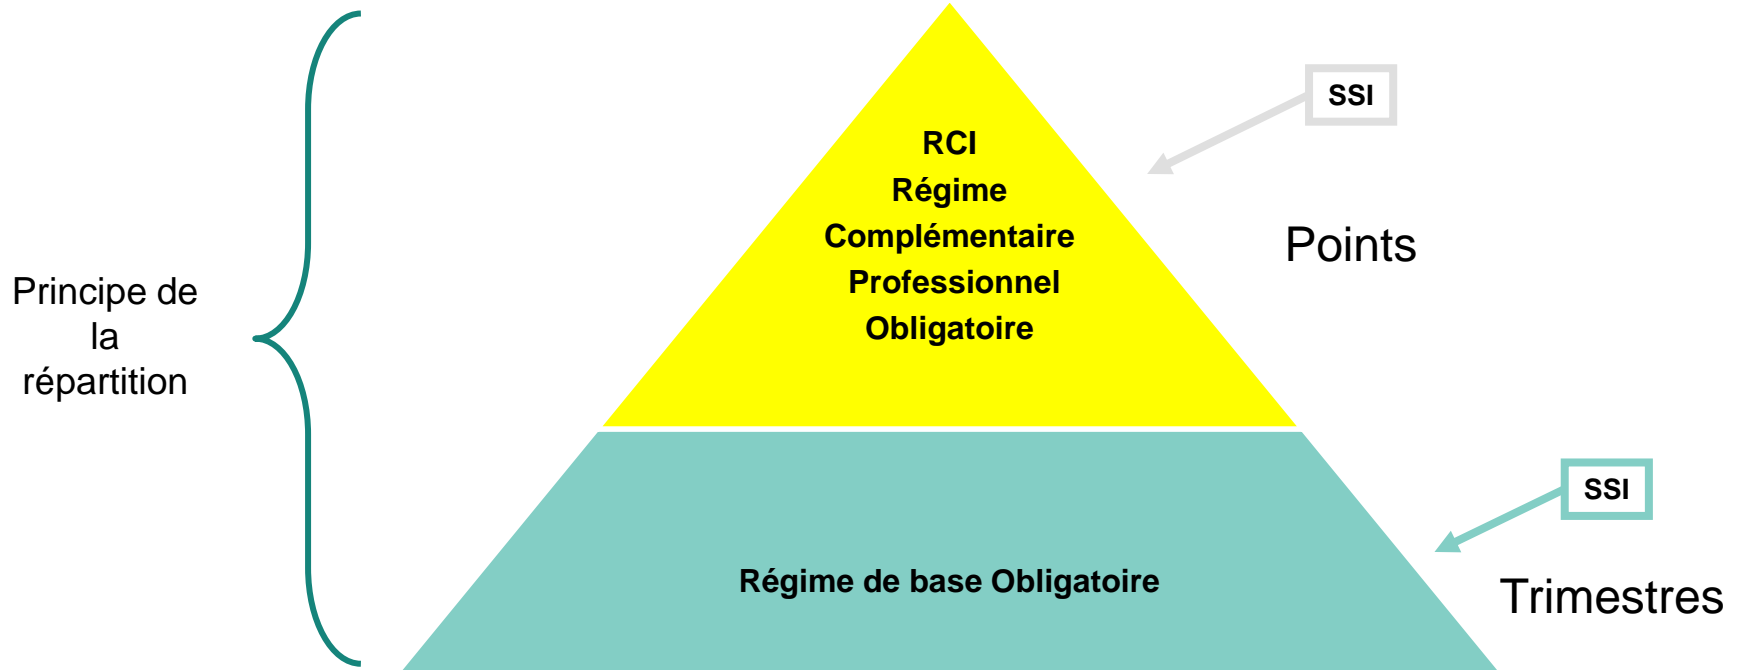 Principe de
la
répartition
RCI
Régime
Complémentaire
Professionnel
Obligatoire
SSI
Points
Régime de base Obligatoire
SSI
Trimestres